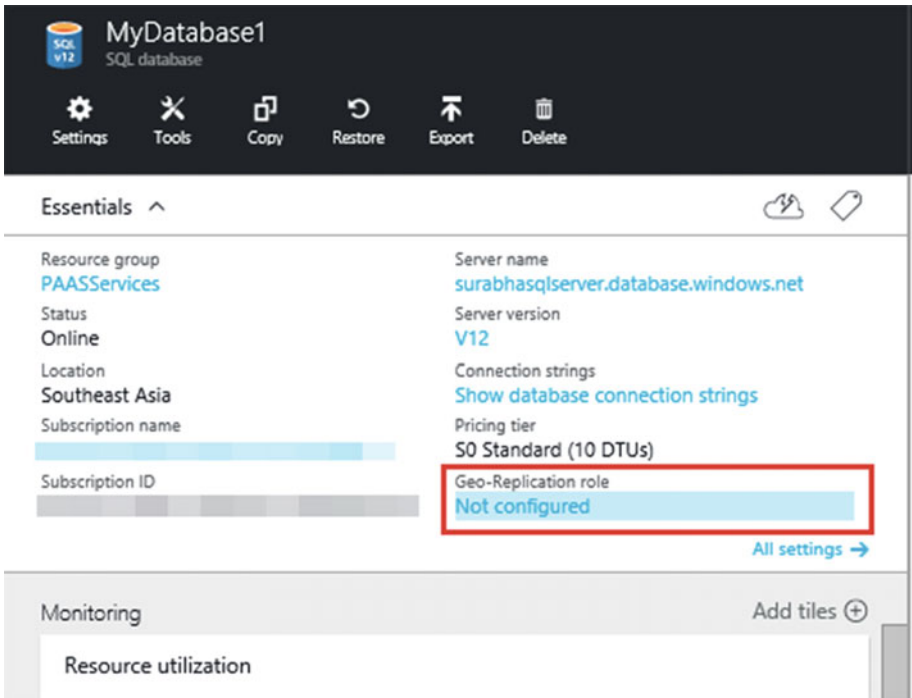 SQL
v12
MyDatabase1
SQL database
Settings
Tools
Copy
Restore
Export
Delete
Essentials
Resource group
PAASServices
Status
Online
Location
Southeast Asia
Subscription name
Subscription ID
Server name
surabhasqlserver.database.windows.net
Server version
V12
Connection strings
Show database connection strings
Pricing tier
S0 Standard (10 DTUs)
Geo-Replication role
Not configured
All settings
Monitoring
Add tiles
Resource utilization